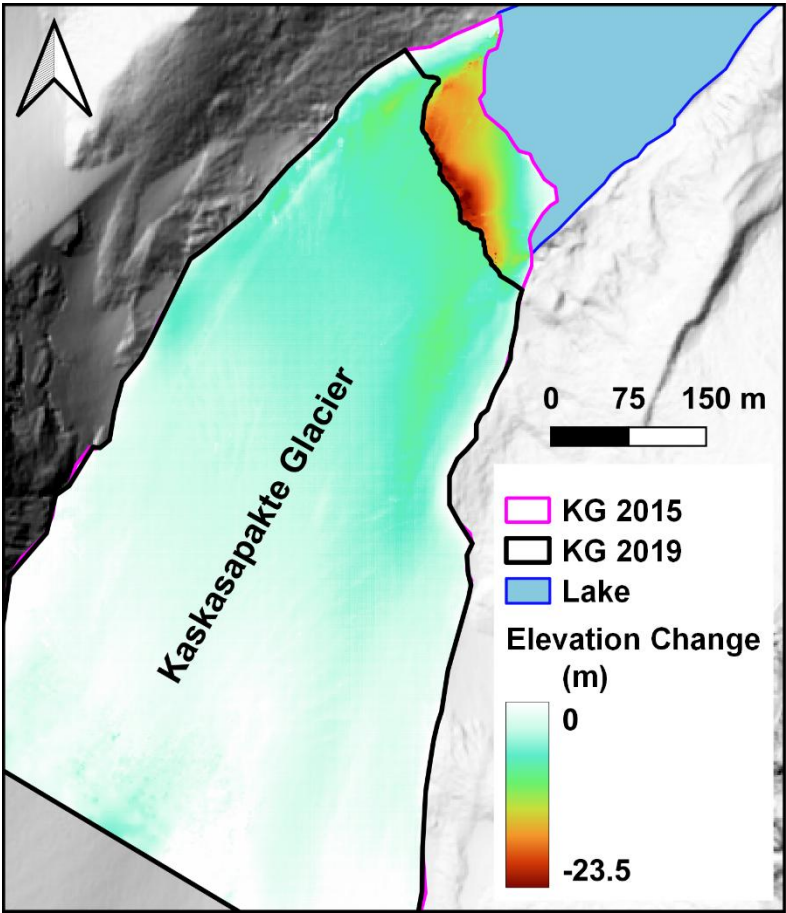 Kaskasapakte Glacier
0 75 150 m
KG 2015
KG 2019
Lake
Elevation Change
(m)
0
-23.5